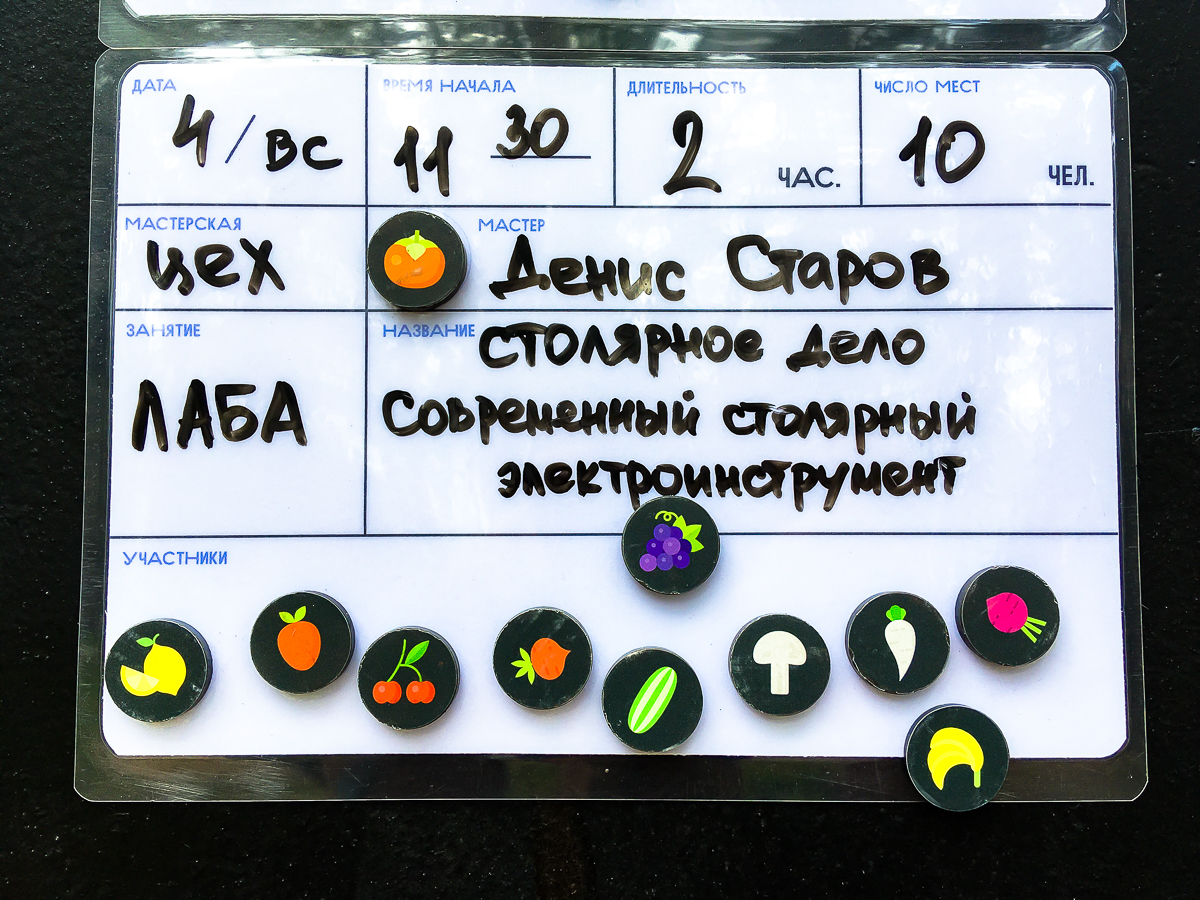 ДАТА
4 / ВС
ВРЕМЯ НАЧАЛА
11 30
ДЛИТЕЛЬНОСТЬ
2 ЧАС.
ЧИСЛО МЕСТ
10 ЧЕЛ.
МАСТЕРСКАЯ
цех
МАСТЕР
Денис Старов
ЗАНЯТИЕ
ЛАБА
НАЗВАНИЕ столярное дело
Современный столярный
электроинструмент
УЧАСТНИКИ